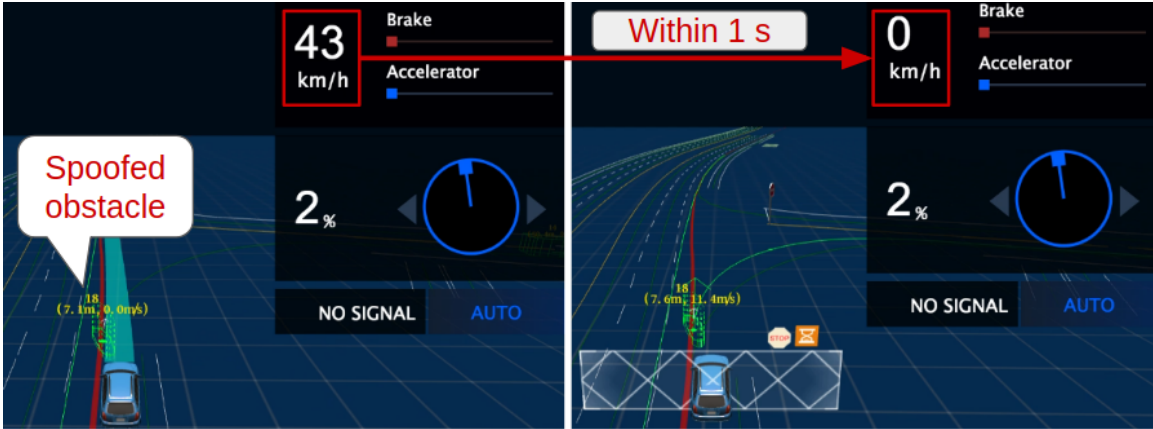 43
km/h
Brake
Accelerator
Within 1 s
0
km/h
Brake
Accelerator
Spoofed
obstacle
2%
18
(7.1m, 0.0m/s)
NO SIGNAL
AUTO
2%
18
(7.6m, 11.4m/s)
NO SIGNAL
AUTO
STOP